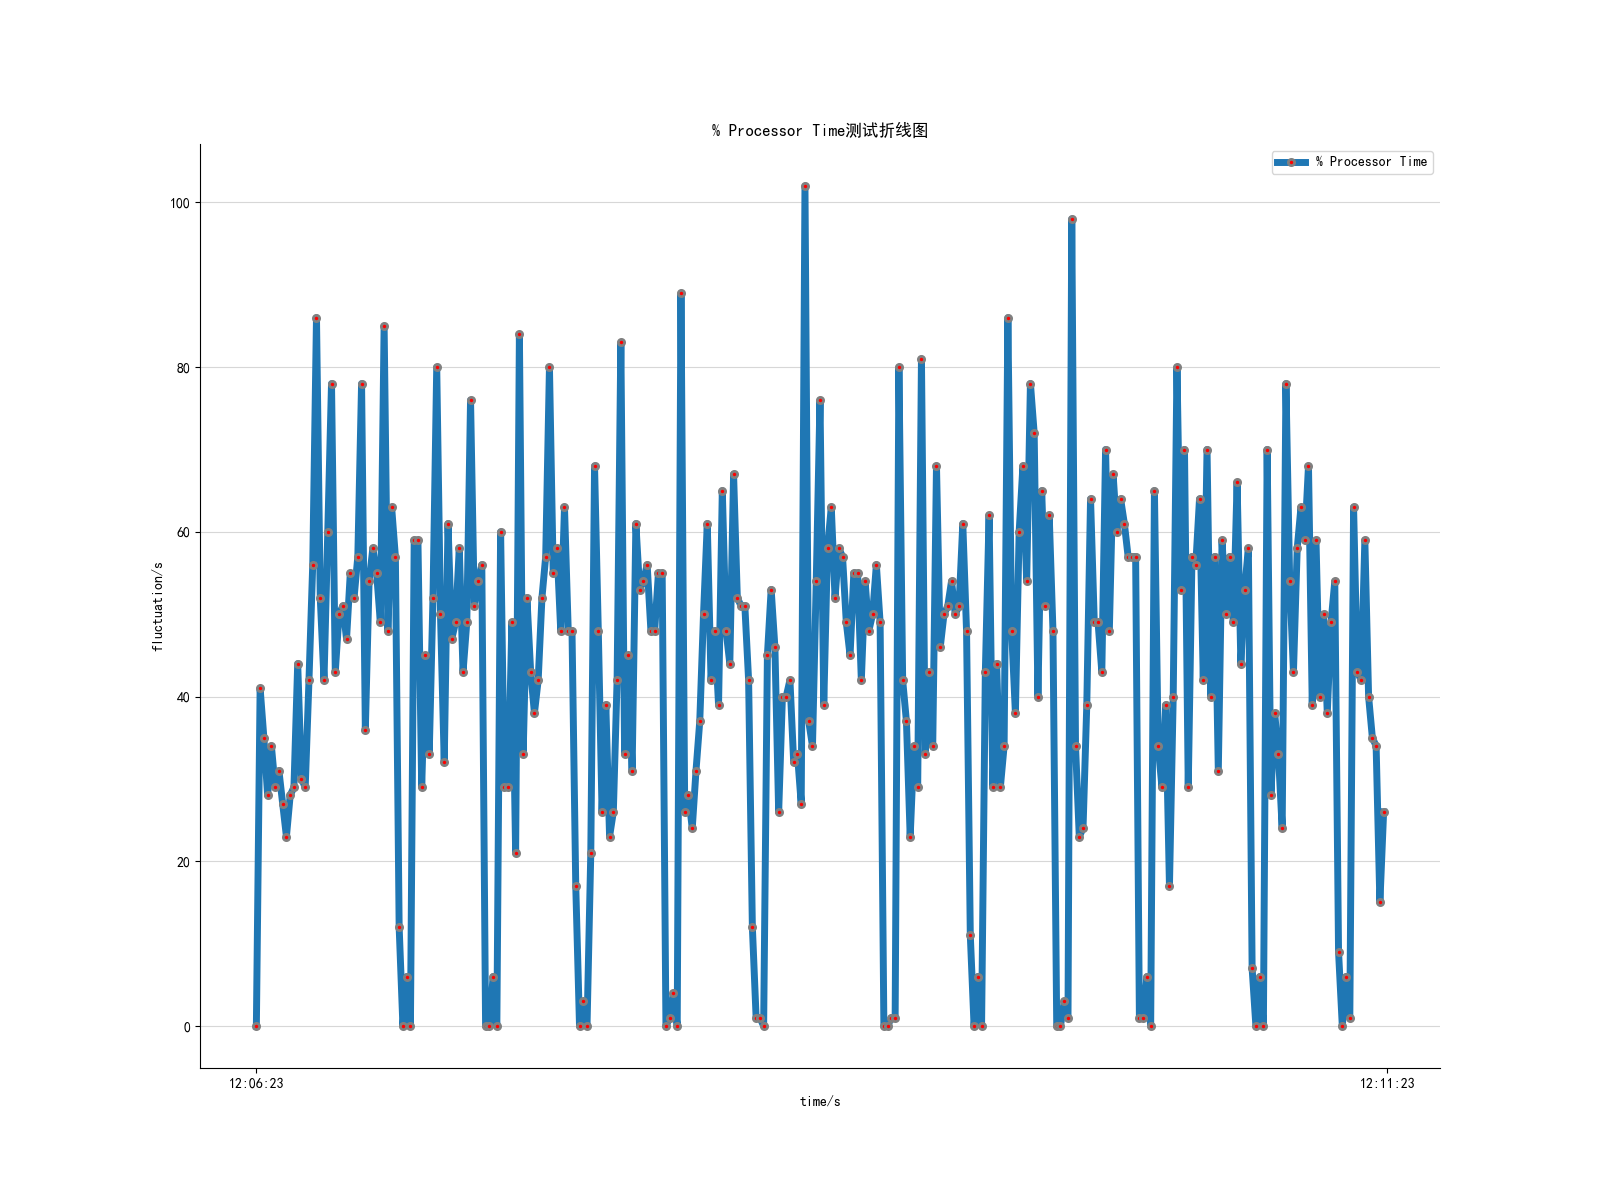 % Processor Time测试折线图
% Processor Time
100
80
60
40
20
0
fluctuation/s
12:06:23
12:11:23
time/s